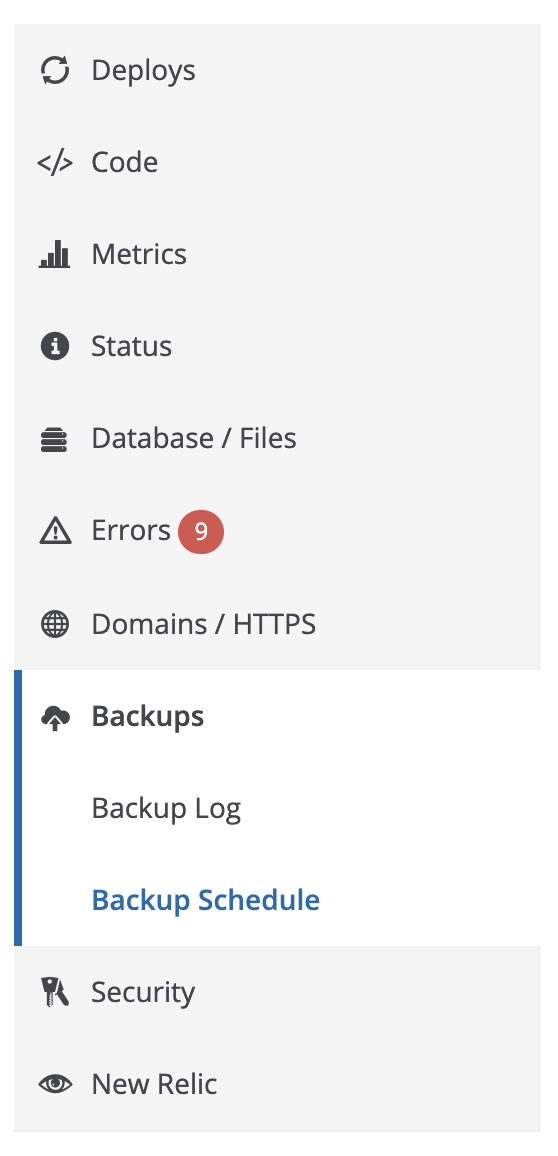 Deploys
Code
Metrics
Status
Database / Files
Errors 9
Domains / HTTPS
Backups
Backup Log
Backup Schedule
Security
New Relic